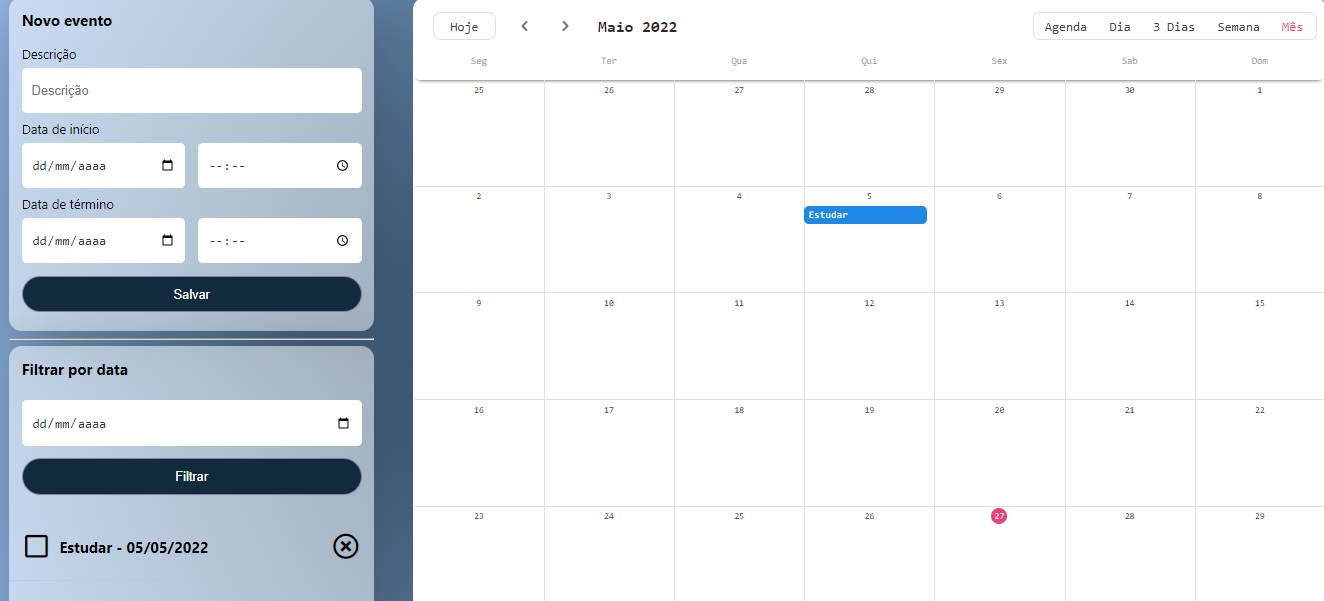 Novo evento
Descrição
Descrição
Data de início
dd/mm/aaaa --:--
Data de término
dd/mm/aaaa --:--
Salvar
Filtrar por data
dd/mm/aaaa
Filtrar
Estudar - 05/05/2022
Hoje Maio 2022 Agenda Dia 3 Dias Semana Mês
Seg Ter Qua Qui Sex Sab Dom
25 26 27 28 29 30 1
2 3 4 5 6 7 8
Estudar
9 10 11 12 13 14 15
16 17 18 19 20 21 22
23 24 25 26 27 28 29